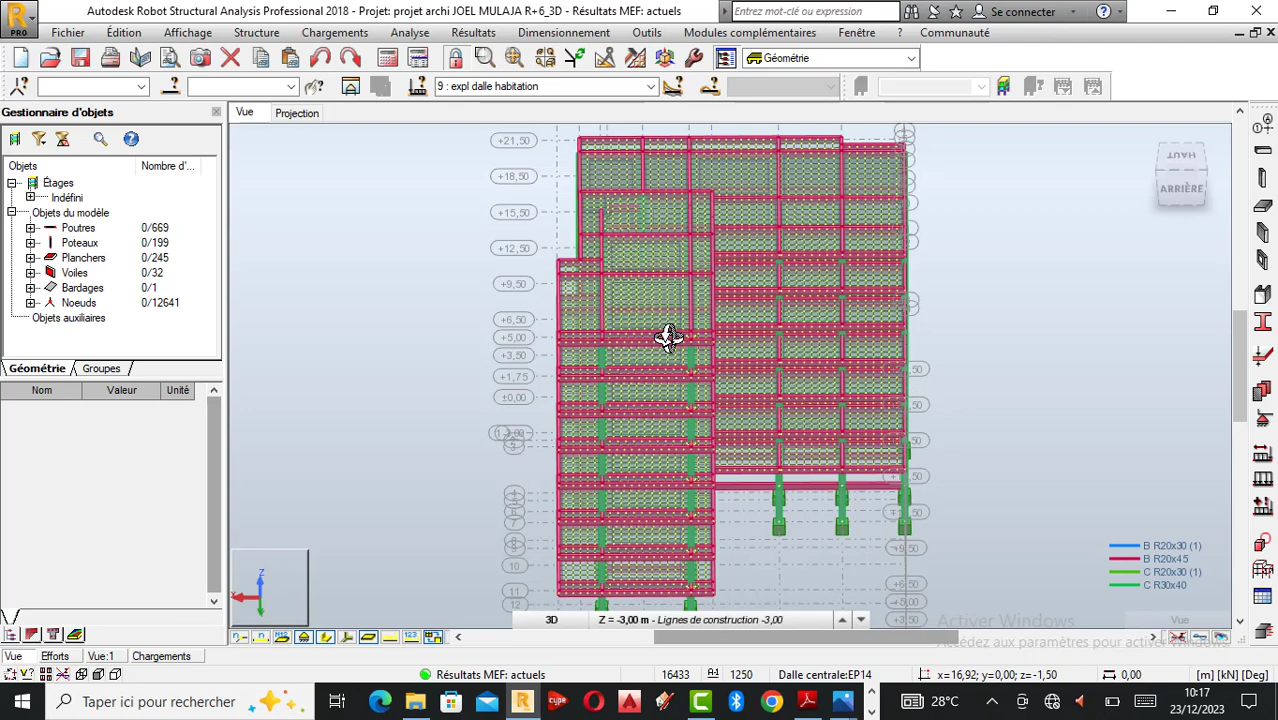 Autodesk Robot Structural Analysis Professional 2018 - Projet: projet archi JOEL MULAJA R+6_3D - Résultats MEF: actuels
Entrez mot-clé ou expression
Se connecter
PRO
Fichier Édition Affichage Structure Chargements Analyse Résultats Dimensionnement Outils Modules complémentaires Fenêtre ? Communauté
Géométrie
9 : expl dalle habitation
Gestionnaire d'objets
Vue Projection
Objets Nombre d'...
Étages
Indéfini
Objets du modèle
Poutres 0/669
Poteaux 0/199
Planchers 0/245
Voiles 0/32
Bardages 0/1
Noeuds 0/12641
Objets auxiliaires
Géométrie Groupes
Nom Valeur Unité
+21,50
+18,50
+15,50
+12,50
+9,50
+6,50
+5,00
+3,50
+1,75
±0,00
10
11
12
HAUT
ARRIÈRE
+9,50
B R20x30 (1)
B R20x45
C R20x30 (1)
C R30x40
Z
3D Z = -3,00 m - Lignes de construction -3,00
Vue
Activer Windows
Accédez aux paramètres pour activer Windows.
Vue Efforts Vue:1 Chargements
Résultats MEF: actuels 16433 1250 Dalle centrale:EP14 x=16,92; y=0,00; z=-1,50 0,00 [m] [kN] [Deg]
Taper ici pour rechercher
28°C
10:17
23/12/2023